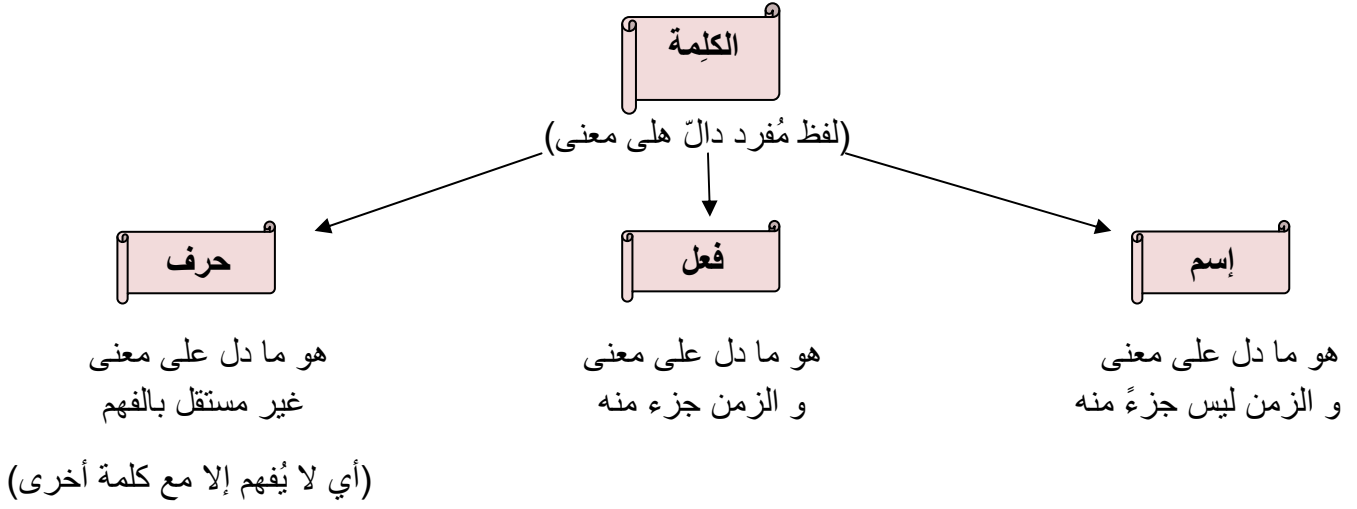 الكلِمة
(لفظ مُفرد دالّ هلى معنى)
إسم
فعل
حرف
هو ما دل على معنى
و الزمن ليس جزءً منه
هو ما دل على معنى
و الزمن جزء منه
هو ما دل على معنى
غير مستقل بالفهم
(أي لا يُفهم إلا مع كلمة أخرى)